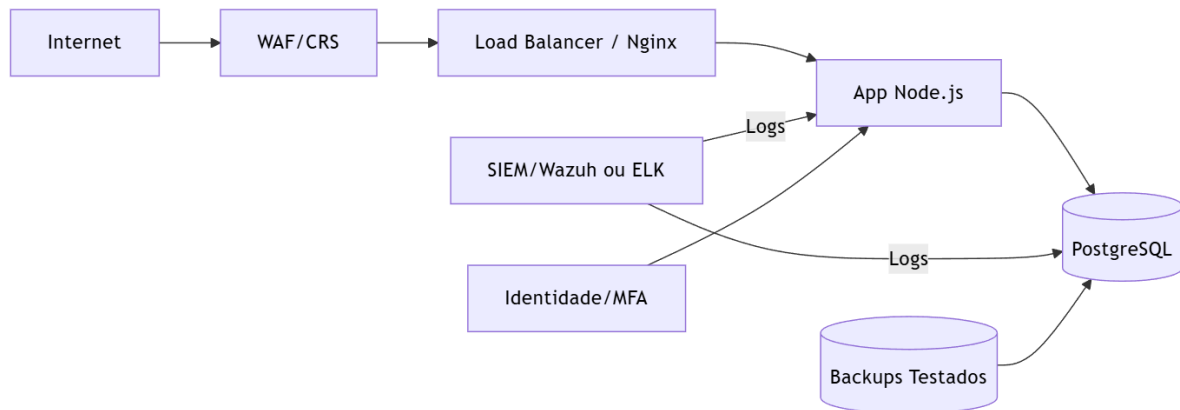 Internet
WAF/CRS
Load Balancer / Nginx
App Node.js
Logs
SIEM/Wazuh ou ELK
PostgreSQL
Logs
Identidade/MFA
Backups Testados